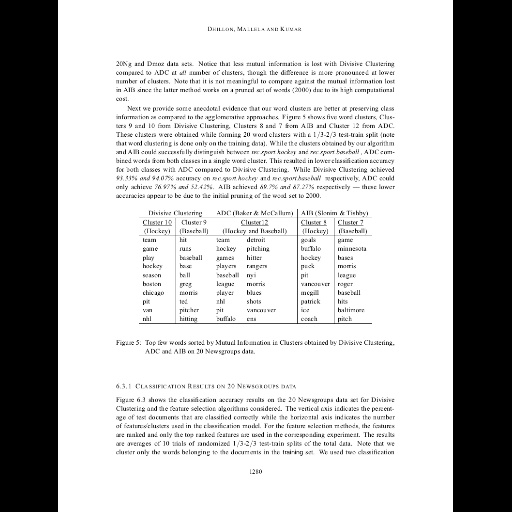 DHILLON, MALLELA AND KUMAR
20Ng and Dmoz data sets. Notice that less mutual information is lost with Divisive Clustering
compared to ADC at all number of clusters, though the difference is more pronounced at lower
number of clusters. Note that it is not meaningful to compare against the mutual information lost
in AIB since the latter method works on a pruned set of words (2000) due to its high computational
cost.
Next we provide some anecdotal evidence that our word clusters are better at preserving class
information as compared to the agglomerative approaches. Figure 5 shows five word clusters, Clus-
ters 9 and 10 from Divisive Clustering, Clusters 8 and 7 from AIB and Cluster 12 from ADC.
These clusters were obtained while forming 20 word clusters with a 1/3-2/3 test-train split (note
that word clustering is done only on the training data). While the clusters obtained by our algorithm
and AIB could successfully distinguish between rec.sport.hockey and rec.sport.baseball, ADC com-
bined words from both classes in a single word cluster. This resulted in lower classification accuracy
for both classes with ADC compared to Divisive Clustering. While Divisive Clustering achieved
93.33% and 94.07% accuracy on rec.sport.hockey and rec.sport.baseball respectively, ADC could
only achieve 76.97% and 52.42%. AIB achieved 89.7% and 87.27% respectively — these lower
accuracies appear to be due to the initial pruning of the word set to 2000.
Divisive Clustering ADC (Baker & McCallum) AIB (Slonim & Tishby)
Cluster 10 Cluster 9 Cluster12 Cluster 8 Cluster 7
(Hockey) (Baseball) (Hockey and Baseball) (Hockey) (Baseball)
team hit team detroit goals game
game runs hockey pitching buffalo minnesota
play baseball games hitter hockey bases
hockey base players rangers puck morris
season ball baseball nyi pit league
boston greg league morris vancouver roger
chicago morris player blues mcgill baseball
pit ted nhl shots patrick hits
van pitcher pit vancouver ice baltimore
nhl hitting buffalo ens coach pitch
Figure 5: Top few words sorted by Mutual Information in Clusters obtained by Divisive Clustering,
ADC and AIB on 20 Newsgroups data.
6.3.1 CLASSIFICATION RESULTS ON 20 NEWSGROUPS DATA
Figure 6.3 shows the classification accuracy results on the 20 Newsgroups data set for Divisive
Clustering and the feature selection algorithms considered. The vertical axis indicates the percent-
age of test documents that are classified correctly while the horizontal axis indicates the number
of features/clusters used in the classification model. For the feature selection methods, the features
are ranked and only the top ranked features are used in the corresponding experiment. The results
are averages of 10 trials of randomized 1/3-2/3 test-train splits of the total data. Note that we
cluster only the words belonging to the documents in the training set. We used two classification
1280